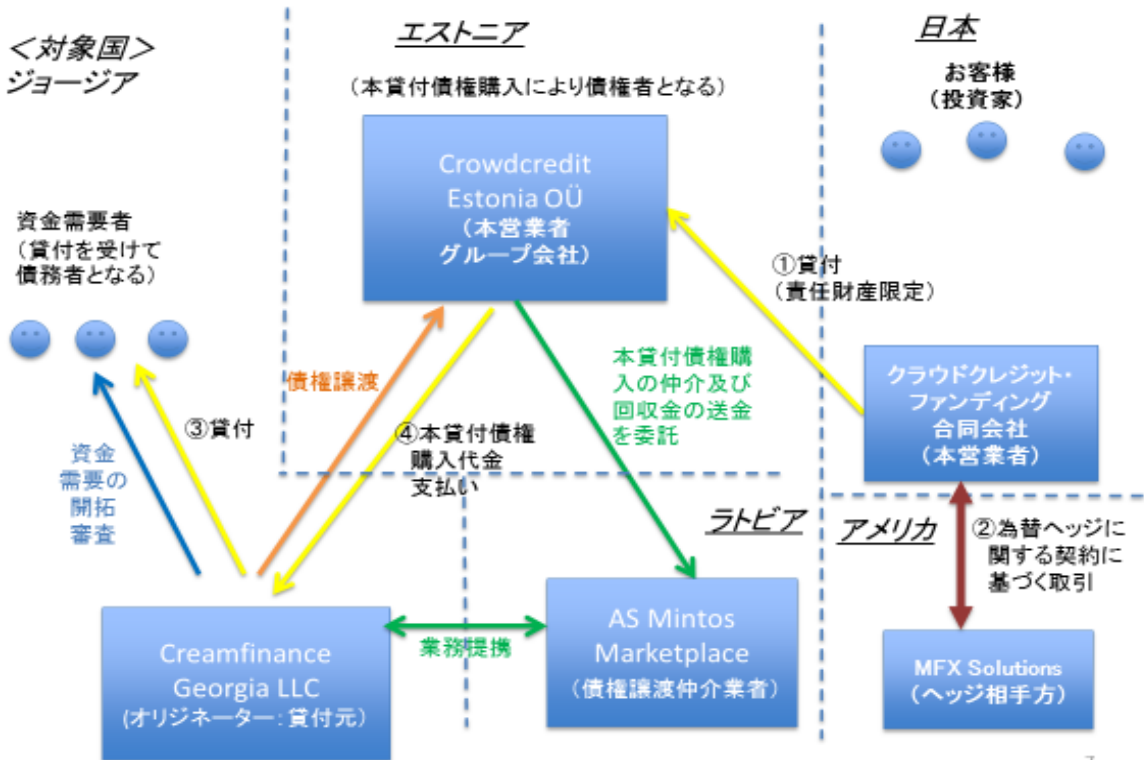 ＜対象国＞
ジョージア
エストニア
（本貸付債権購入により債権者となる）
日本
お客様
（投資家）
Crowdcredit
Estonia OÜ
（本営業者
グループ会社）
資金需要者
（貸付を受けて
債務者となる）
①貸付
（責任財産限定）
クラウドクレジット・
ファンディング
合同会社
（本営業者）
債権譲渡
本貸付債権購
入の仲介及び
回収金の送金
を委託
③貸付
④本貸付債権
購入代金
支払い
資金
需要の
開拓
審査
ラトビア
アメリカ
②為替ヘッジに
関する契約に
基づく取引
Creamfinance
Georgia LLC
(オリジネーター：貸付元）
業務提携
AS Mintos
Marketplace
（債権譲渡仲介業者）
MFX Solutions
（ヘッジ相手方）